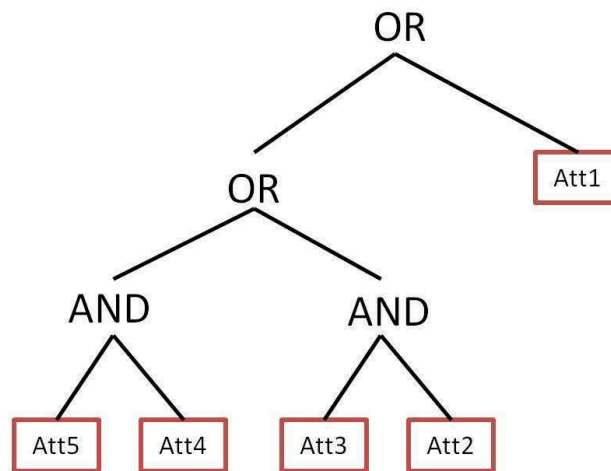 OR
Att1
OR
AND
AND
Att5
Att4
Att3
Att2